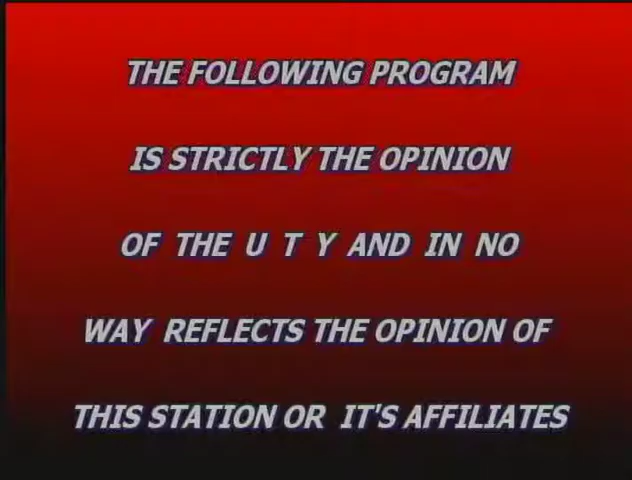 THE FOLLOWING PROGRAM
IS STRICTLY THE OPINION
OF THE U T Y AND IN NO
WAY REFLECTS THE OPINION OF
THIS STATION OR IT'S AFFILIATES